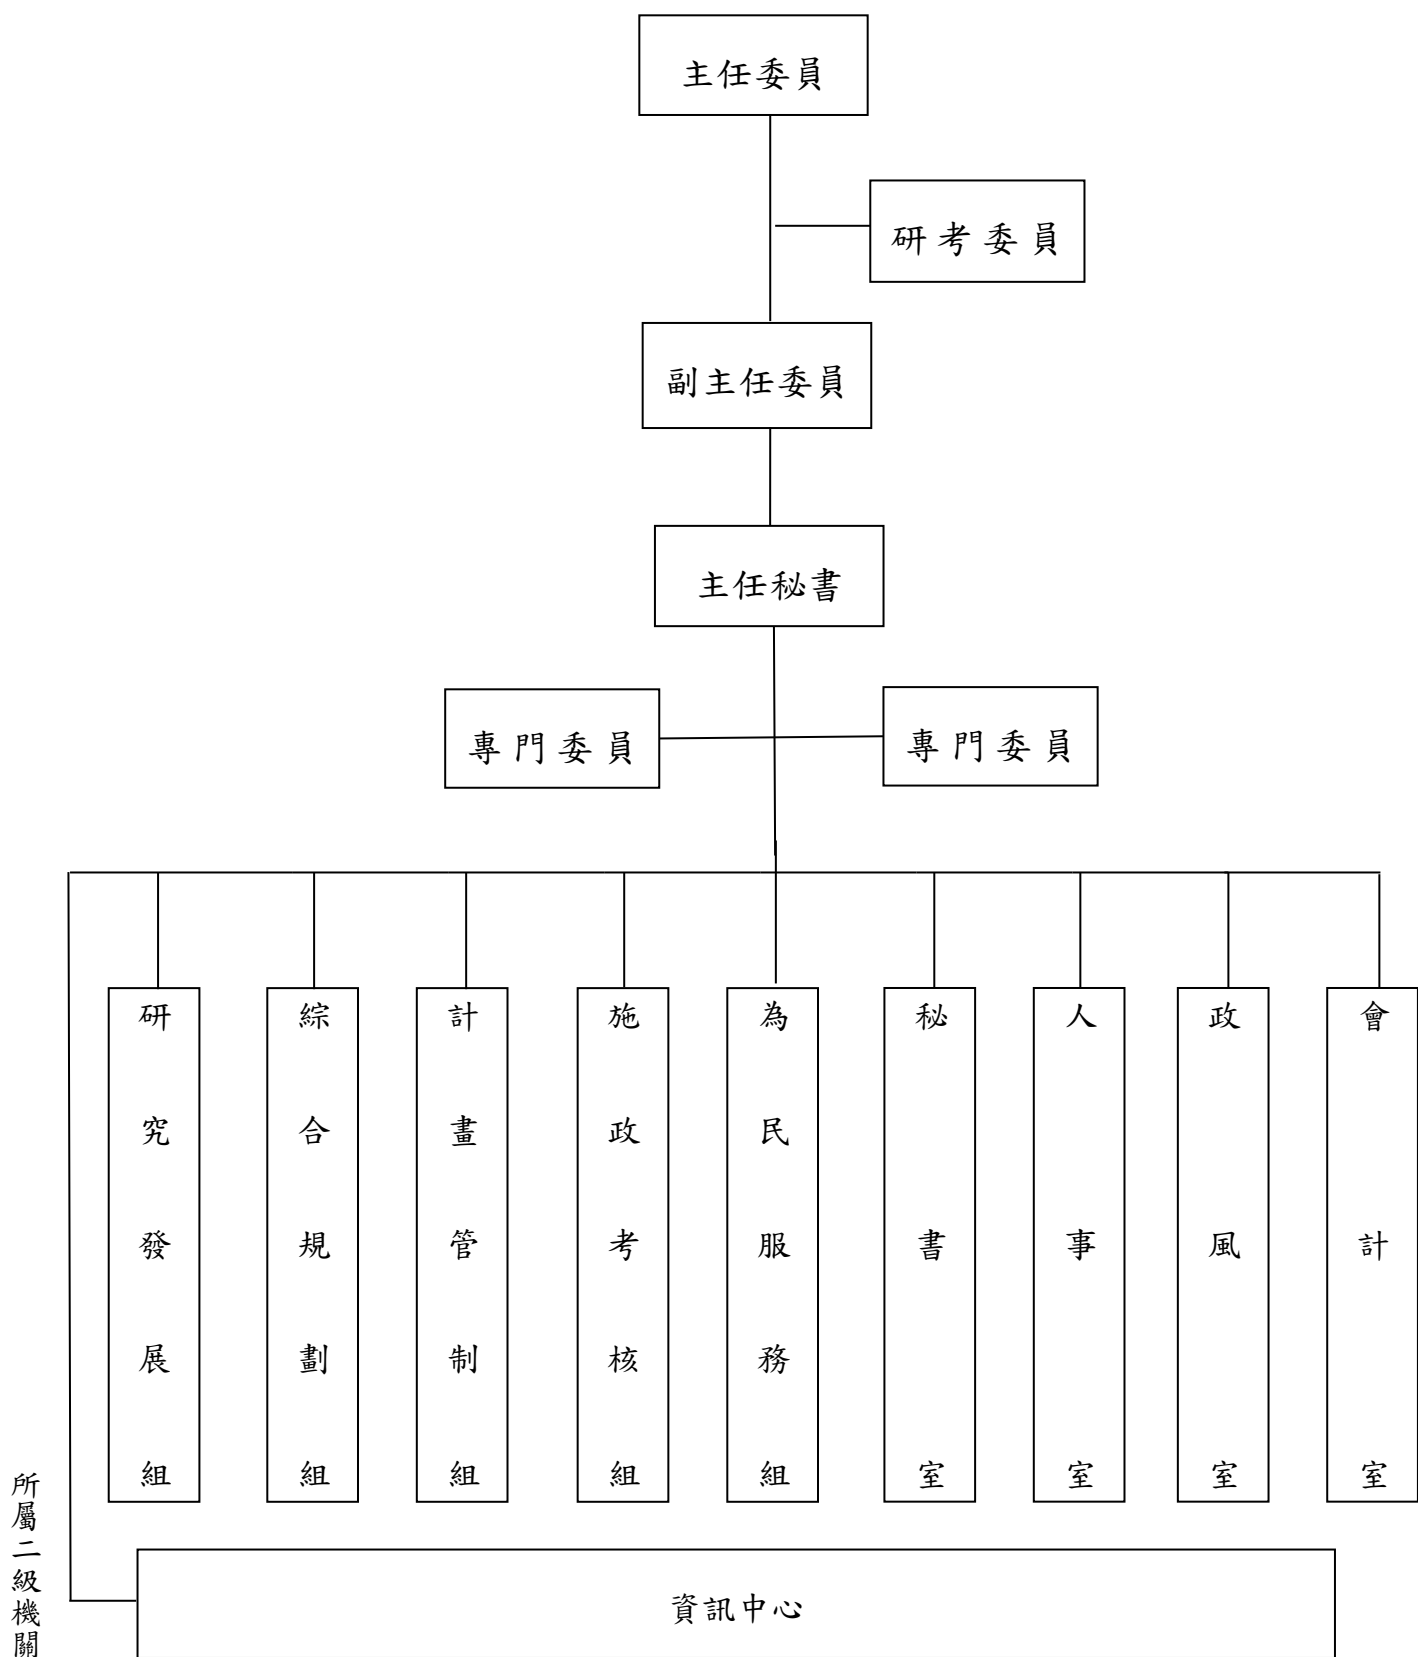 主任委員
研考委員
副主任委員
主任秘書
專門委員
專門委員
研究發展組
綜合規劃組
計畫管制組
施政考核組
為民服務組
秘書室
人事室
政風室
會計室
所屬二級機關
資訊中心